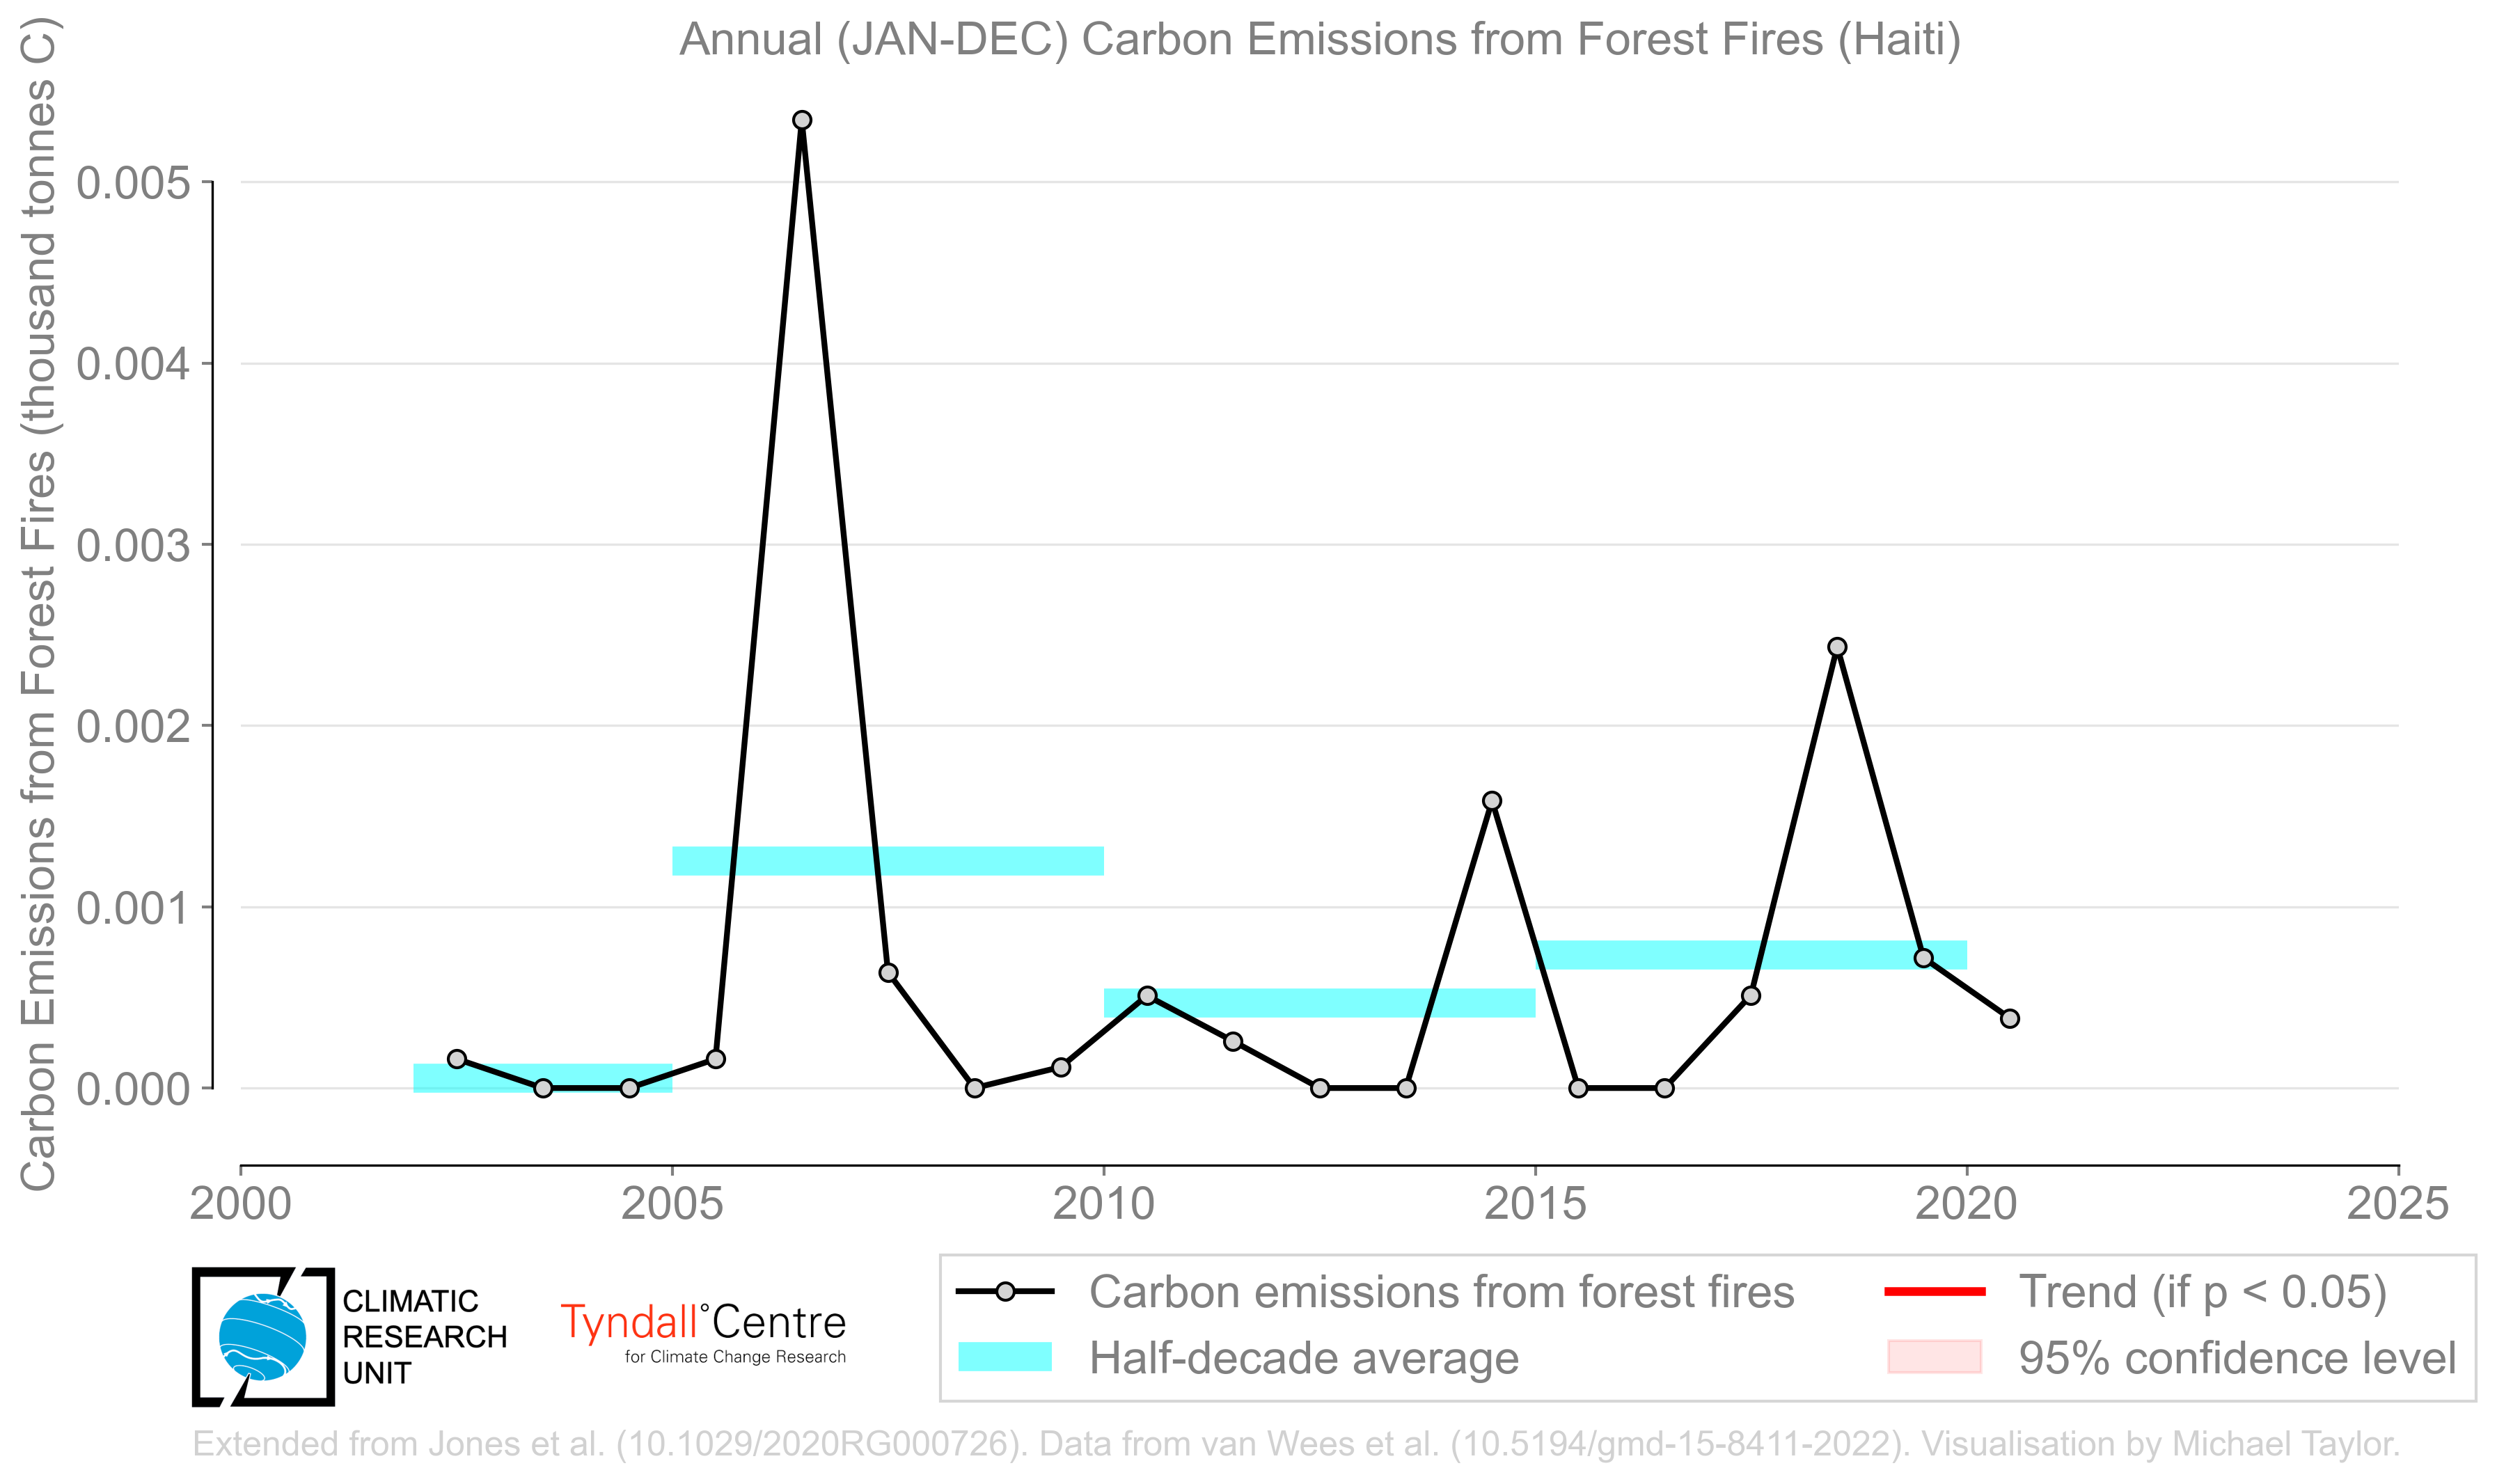 Annual (JAN-DEC) Carbon Emissions from Forest Fires (Haiti)
Carbon Emissions from Forest Fires (thousand tonnes C)
0.005
0.004
0.003
0.002
0.001
0.000
2000
2005
2010
2015
2020
2025
CLIMATIC
RESEARCH
UNIT
Tyndall°Centre
for Climate Change Research
Carbon emissions from forest fires
Half-decade average
Trend (if p < 0.05)
95% confidence level
Extended from Jones et al. (10.1029/2020RG000726). Data from van Wees et al. (10.5194/gmd-15-8411-2022). Visualisation by Michael Taylor.